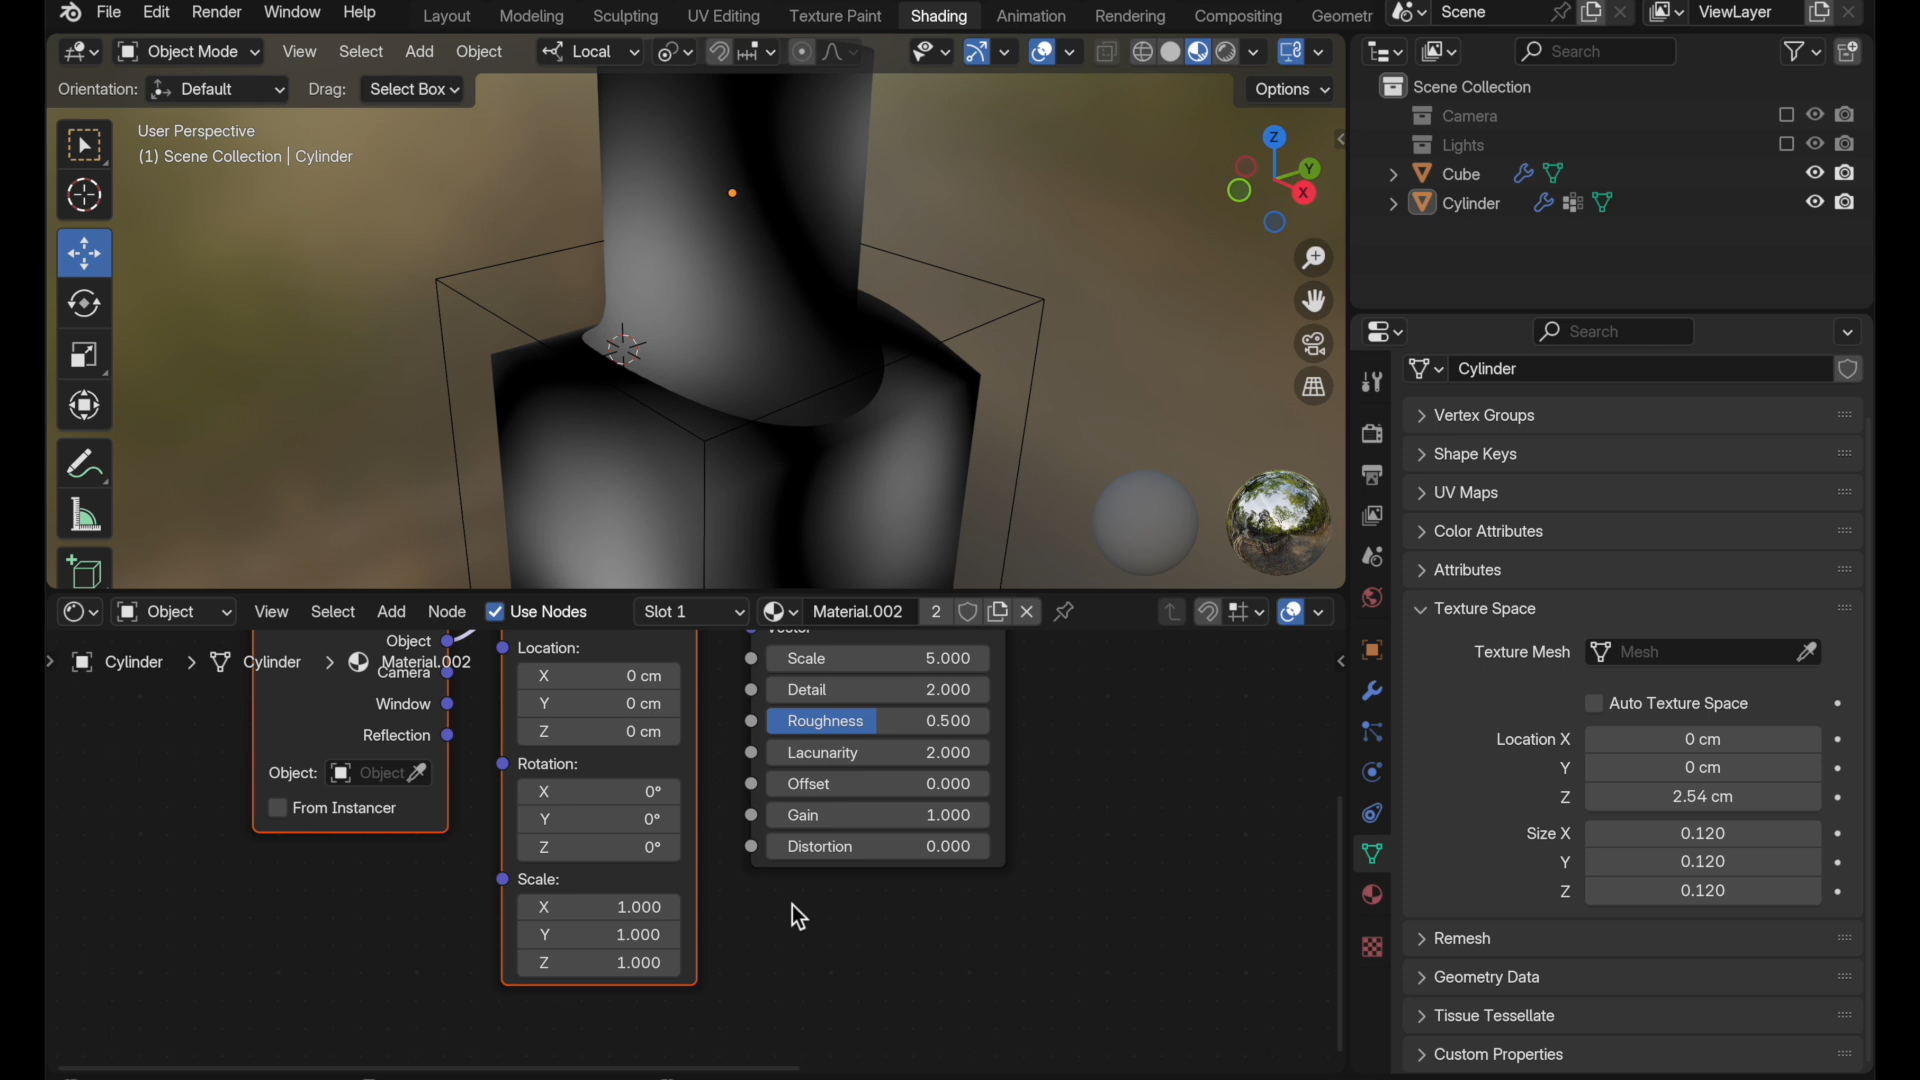 File Edit Render Window Help Layout Modeling Sculpting UV Editing Texture Paint Shading Animation Rendering Compositing Geometr Scene ViewLayer
Object Mode View Select Add Object Local Search
Orientation: Default Drag: Select Box Options
User Perspective
(1) Scene Collection | Cylinder
Z
Y
X
Scene Collection
Camera
Lights
Cube
Cylinder
Search
Cylinder
Vertex Groups
Shape Keys
UV Maps
Color Attributes
Attributes
Texture Space
Texture Mesh Mesh
Auto Texture Space
Location X 0 cm
Y 0 cm
Z 2.54 cm
Size X 0.120
Y 0.120
Z 0.120
Remesh
Geometry Data
Tissue Tessellate
Custom Properties
Object View Select Add Node Use Nodes Slot 1 Material.002 2
Cylinder Cylinder Material.002
Object
Camera
Window
Reflection
Object: Object
From Instancer
Location:
X 0 cm
Y 0 cm
Z 0 cm
Rotation:
X 0°
Y 0°
Z 0°
Scale:
X 1.000
Y 1.000
Z 1.000
Vector
Scale 5.000
Detail 2.000
Roughness 0.500
Lacunarity 2.000
Offset 0.000
Gain 1.000
Distortion 0.000